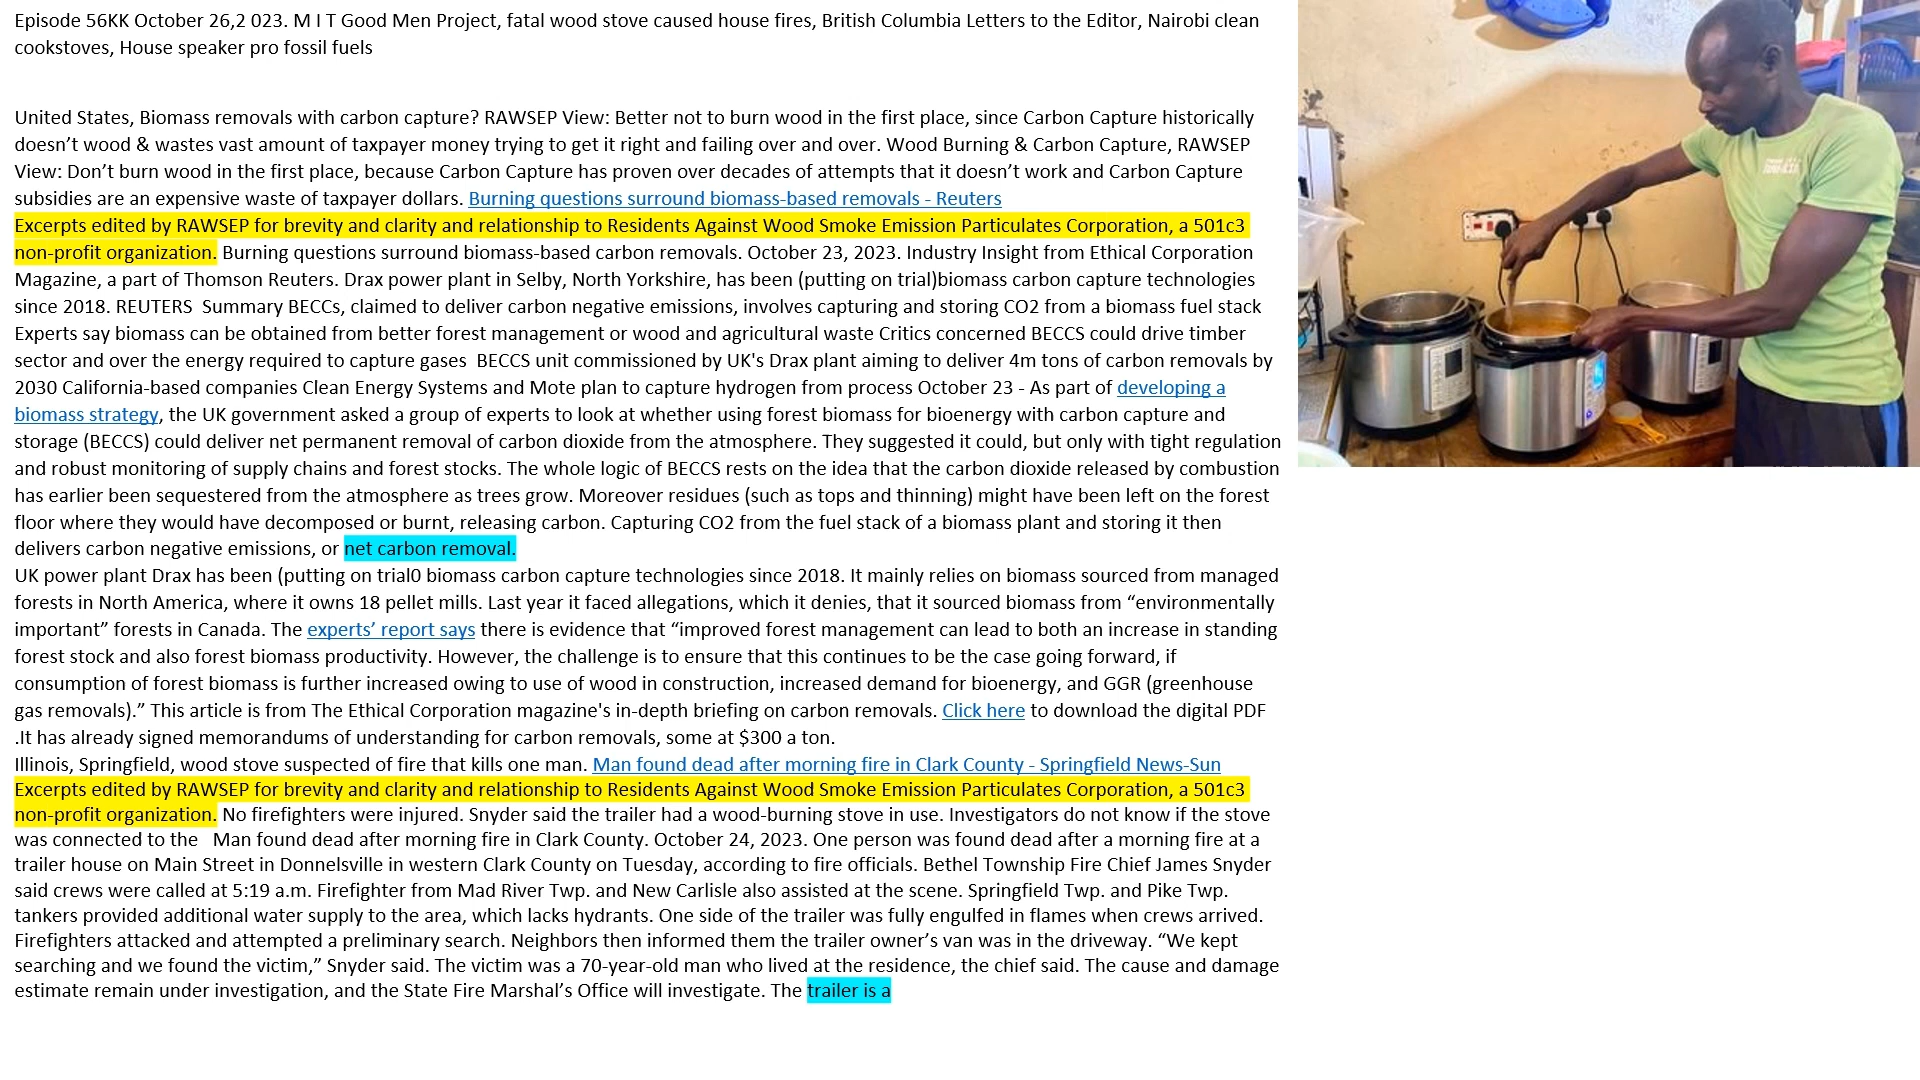 Episode 56KK October 26,2 023. M I T Good Men Project, fatal wood stove caused house fires, British Columbia Letters to the Editor, Nairobi clean
cookstoves, House speaker pro fossil fuels
United States, Biomass removals with carbon capture? RAWSEP View: Better not to burn wood in the first place, since Carbon Capture historically
doesn’t wood & wastes vast amount of taxpayer money trying to get it right and failing over and over. Wood Burning & Carbon Capture, RAWSEP
View: Don’t burn wood in the first place, because Carbon Capture has proven over decades of attempts that it doesn’t work and Carbon Capture
subsidies are an expensive waste of taxpayer dollars. Burning questions surround biomass-based removals - Reuters
Excerpts edited by RAWSEP for brevity and clarity and relationship to Residents Against Wood Smoke Emission Particulates Corporation, a 501c3
non-profit organization. Burning questions surround biomass-based carbon removals. October 23, 2023. Industry Insight from Ethical Corporation
Magazine, a part of Thomson Reuters. Drax power plant in Selby, North Yorkshire, has been (putting on trial)biomass carbon capture technologies
since 2018. REUTERS  Summary BECCs, claimed to deliver carbon negative emissions, involves capturing and storing CO2 from a biomass fuel stack
Experts say biomass can be obtained from better forest management or wood and agricultural waste Critics concerned BECCS could drive timber
sector and over the energy required to capture gases  BECCS unit commissioned by UK's Drax plant aiming to deliver 4m tons of carbon removals by
2030 California-based companies Clean Energy Systems and Mote plan to capture hydrogen from process October 23 - As part of developing a
biomass strategy, the UK government asked a group of experts to look at whether using forest biomass for bioenergy with carbon capture and
storage (BECCS) could deliver net permanent removal of carbon dioxide from the atmosphere. They suggested it could, but only with tight regulation
and robust monitoring of supply chains and forest stocks. The whole logic of BECCS rests on the idea that the carbon dioxide released by combustion
has earlier been sequestered from the atmosphere as trees grow. Moreover residues (such as tops and thinning) might have been left on the forest
floor where they would have decomposed or burnt, releasing carbon. Capturing CO2 from the fuel stack of a biomass plant and storing it then
delivers carbon negative emissions, or net carbon removal.
UK power plant Drax has been (putting on trial0 biomass carbon capture technologies since 2018. It mainly relies on biomass sourced from managed
forests in North America, where it owns 18 pellet mills. Last year it faced allegations, which it denies, that it sourced biomass from “environmentally
important” forests in Canada. The experts’ report says there is evidence that “improved forest management can lead to both an increase in standing
forest stock and also forest biomass productivity. However, the challenge is to ensure that this continues to be the case going forward, if
consumption of forest biomass is further increased owing to use of wood in construction, increased demand for bioenergy, and GGR (greenhouse
gas removals).” This article is from The Ethical Corporation magazine's in-depth briefing on carbon removals. Click here to download the digital PDF
.It has already signed memorandums of understanding for carbon removals, some at $300 a ton.
Illinois, Springfield, wood stove suspected of fire that kills one man. Man found dead after morning fire in Clark County - Springfield News-Sun
Excerpts edited by RAWSEP for brevity and clarity and relationship to Residents Against Wood Smoke Emission Particulates Corporation, a 501c3
non-profit organization. No firefighters were injured. Snyder said the trailer had a wood-burning stove in use. Investigators do not know if the stove
was connected to the   Man found dead after morning fire in Clark County. October 24, 2023. One person was found dead after a morning fire at a
trailer house on Main Street in Donnelsville in western Clark County on Tuesday, according to fire officials. Bethel Township Fire Chief James Snyder
said crews were called at 5:19 a.m. Firefighter from Mad River Twp. and New Carlisle also assisted at the scene. Springfield Twp. and Pike Twp.
tankers provided additional water supply to the area, which lacks hydrants. One side of the trailer was fully engulfed in flames when crews arrived.
Firefighters attacked and attempted a preliminary search. Neighbors then informed them the trailer owner’s van was in the driveway. “We kept
searching and we found the victim,” Snyder said. The victim was a 70-year-old man who lived at the residence, the chief said. The cause and damage
estimate remain under investigation, and the State Fire Marshal’s Office will investigate. The trailer is a